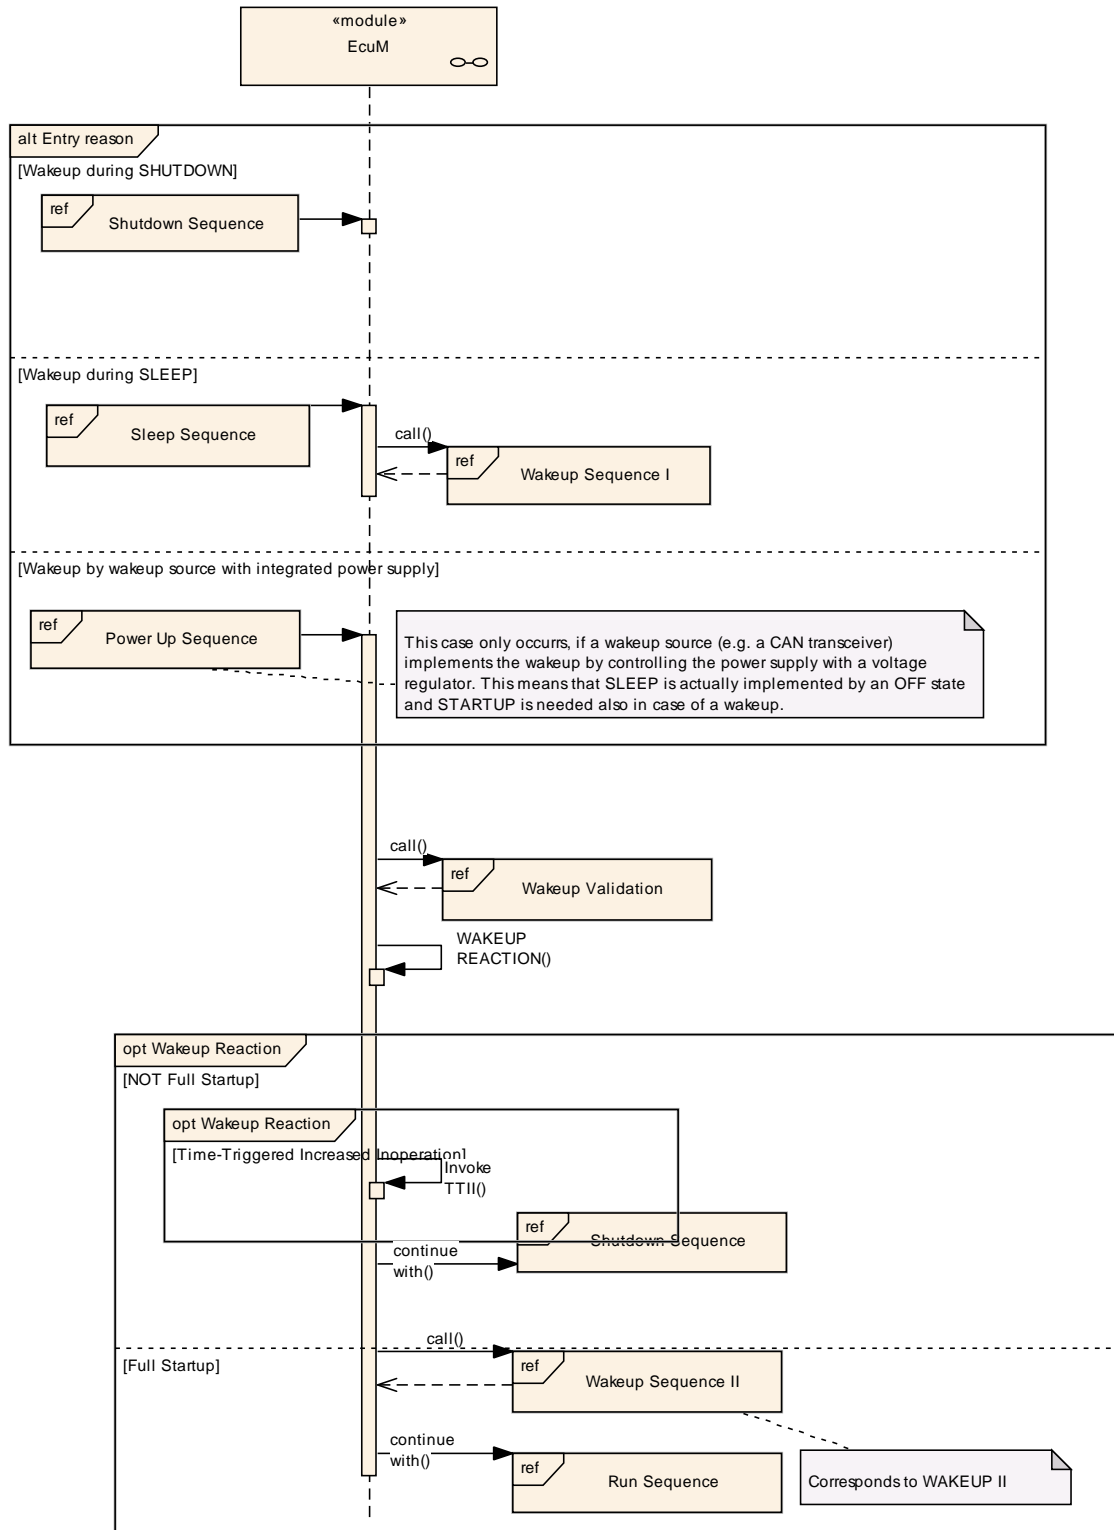 «module»
EcuM
alt Entry reason
[Wakeup during SHUTDOWN]
ref
Shutdown Sequence
[Wakeup during SLEEP]
ref
Sleep Sequence
call()
ref
Wakeup Sequence I
[Wakeup by wakeup source with integrated power supply]
ref
Power Up Sequence
This case only occurrs, if a wakeup source (e.g. a CAN transceiver)
implements the wakeup by controlling the power supply with a voltage
regulator. This means that SLEEP is actually implemented by an OFF state
and STARTUP is needed also in case of a wakeup.
call()
ref
Wakeup Validation
WAKEUP
REACTION()
opt Wakeup Reaction
[NOT Full Startup]
opt Wakeup Reaction
[Time-Triggered Increased Inoperation]
Invoke
TTII()
ref
Shutdown Sequence
continue
with()
call()
[Full Startup]
ref
Wakeup Sequence II
continue
with()
ref
Run Sequence
Corresponds to WAKEUP II